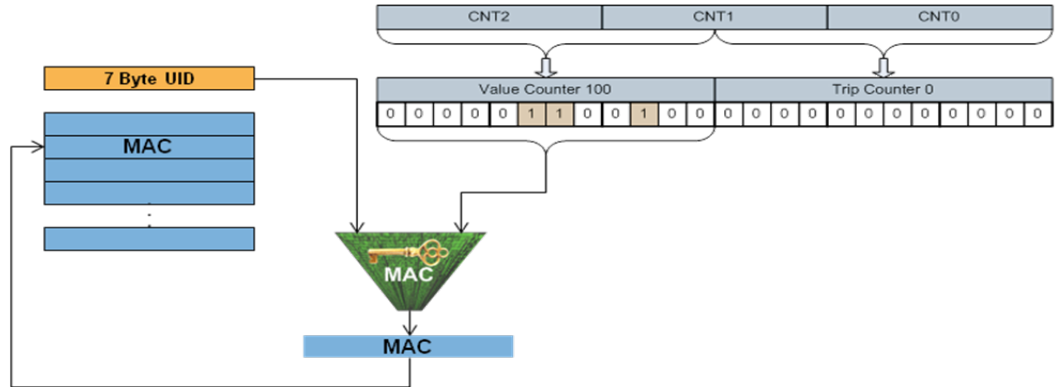 CNT2 CNT1 CNT0
7 Byte UID
Value Counter 100 Trip Counter 0
0 0 0 0 0 1 1 0 0 1 0 0 0 0 0 0 0 0 0 0 0 0 0 0
MAC
MAC
MAC